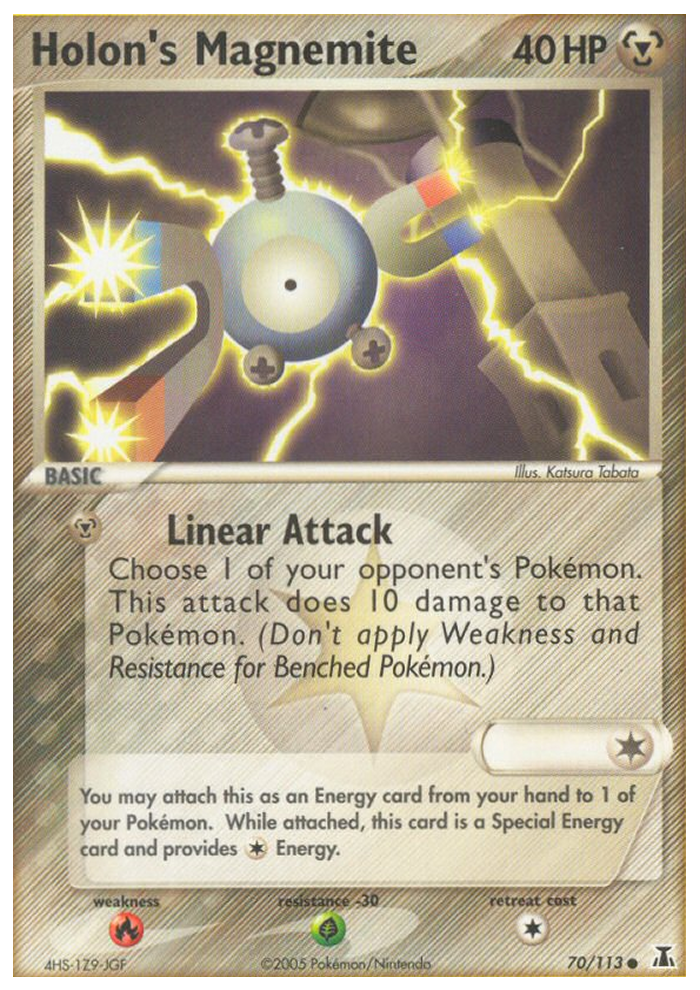 Holon's Magnemite 40 HP
BASIC
Illus. Katsura Tabata
Linear Attack
Choose 1 of your opponent's Pokémon.
This attack does 10 damage to that
Pokémon. (Don't apply Weakness and
Resistance for Benched Pokémon.)
You may attach this as an Energy card from your hand to 1 of
your Pokémon. While attached, this card is a Special Energy
card and provides Energy.
weakness resistance -30 retreat cost
4HS-1Z9-JGF ©2005 Pokémon/Nintendo 70/113